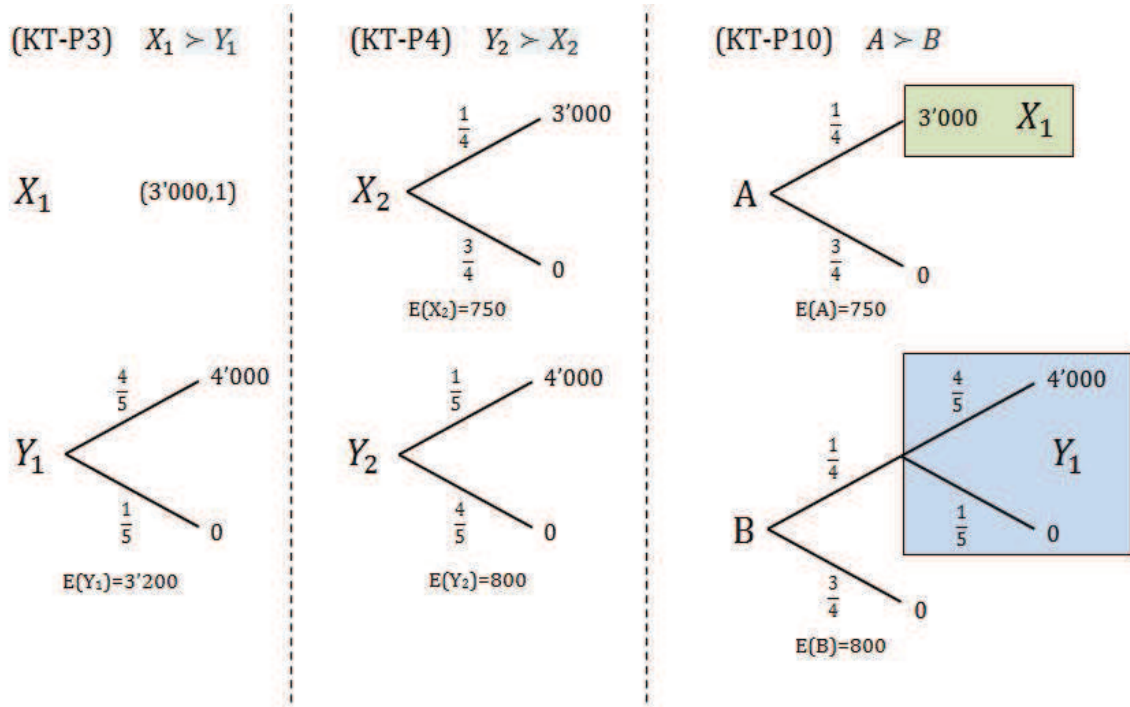 (KT-P3) X₁ ≻ Y₁
X₁ (3'000,1)
4/5
4'000
Y₁
1/5
0
E(Y₁)=3'200
(KT-P4) Y₂ ≻ X₂
1/4
3'000
X₂
3/4
0
E(X₂)=750
1/5
4'000
Y₂
4/5
0
E(Y₂)=800
(KT-P10) A ≻ B
1/4
3'000 X₁
A
3/4
0
E(A)=750
4/5
4'000
1/4
Y₁
1/5
0
B
3/4
0
E(B)=800